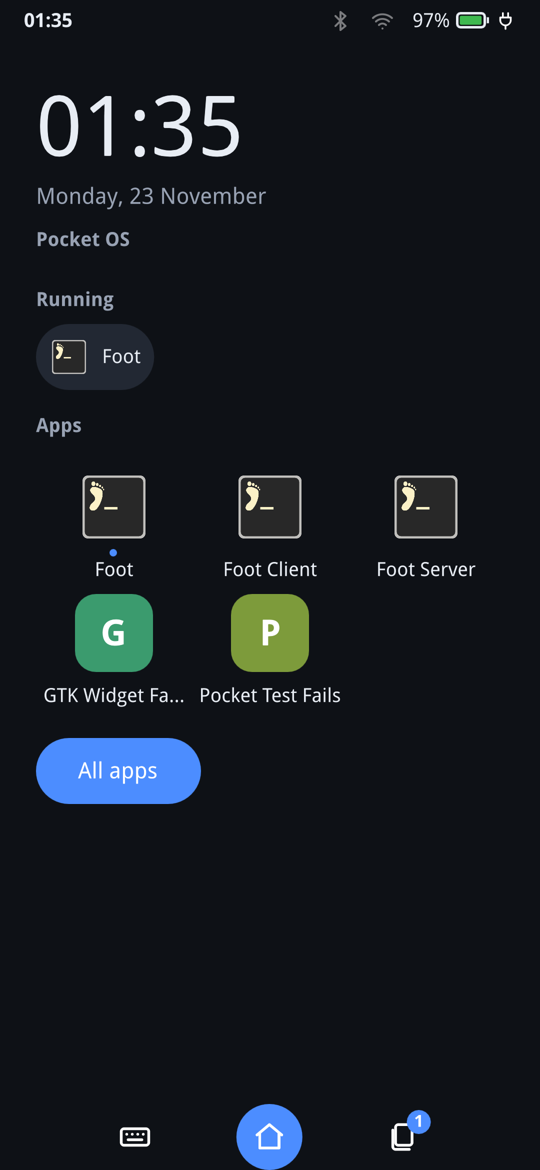 01:35 97%
01:35
Monday, 23 November
Pocket OS
Running
Foot
Apps
Foot Foot Client Foot Server
G P
GTK Widget Fa... Pocket Test Fails
All apps
1